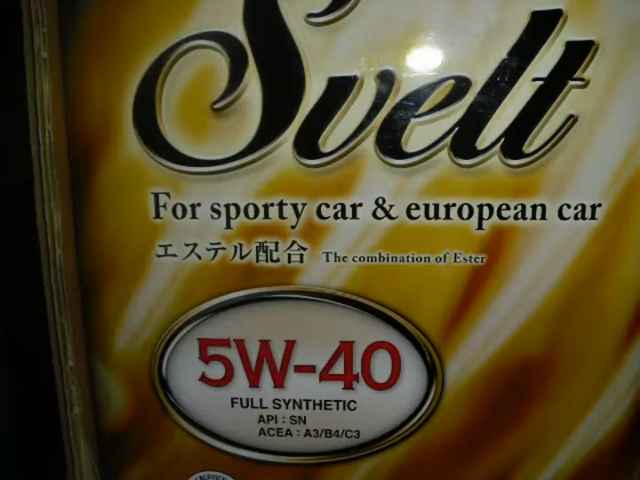 Svelt
For sporty car & european car
エステル配合 The combination of Ester
5W-40
FULL SYNTHETIC
API : SN
ACEA : A3/B4/C3